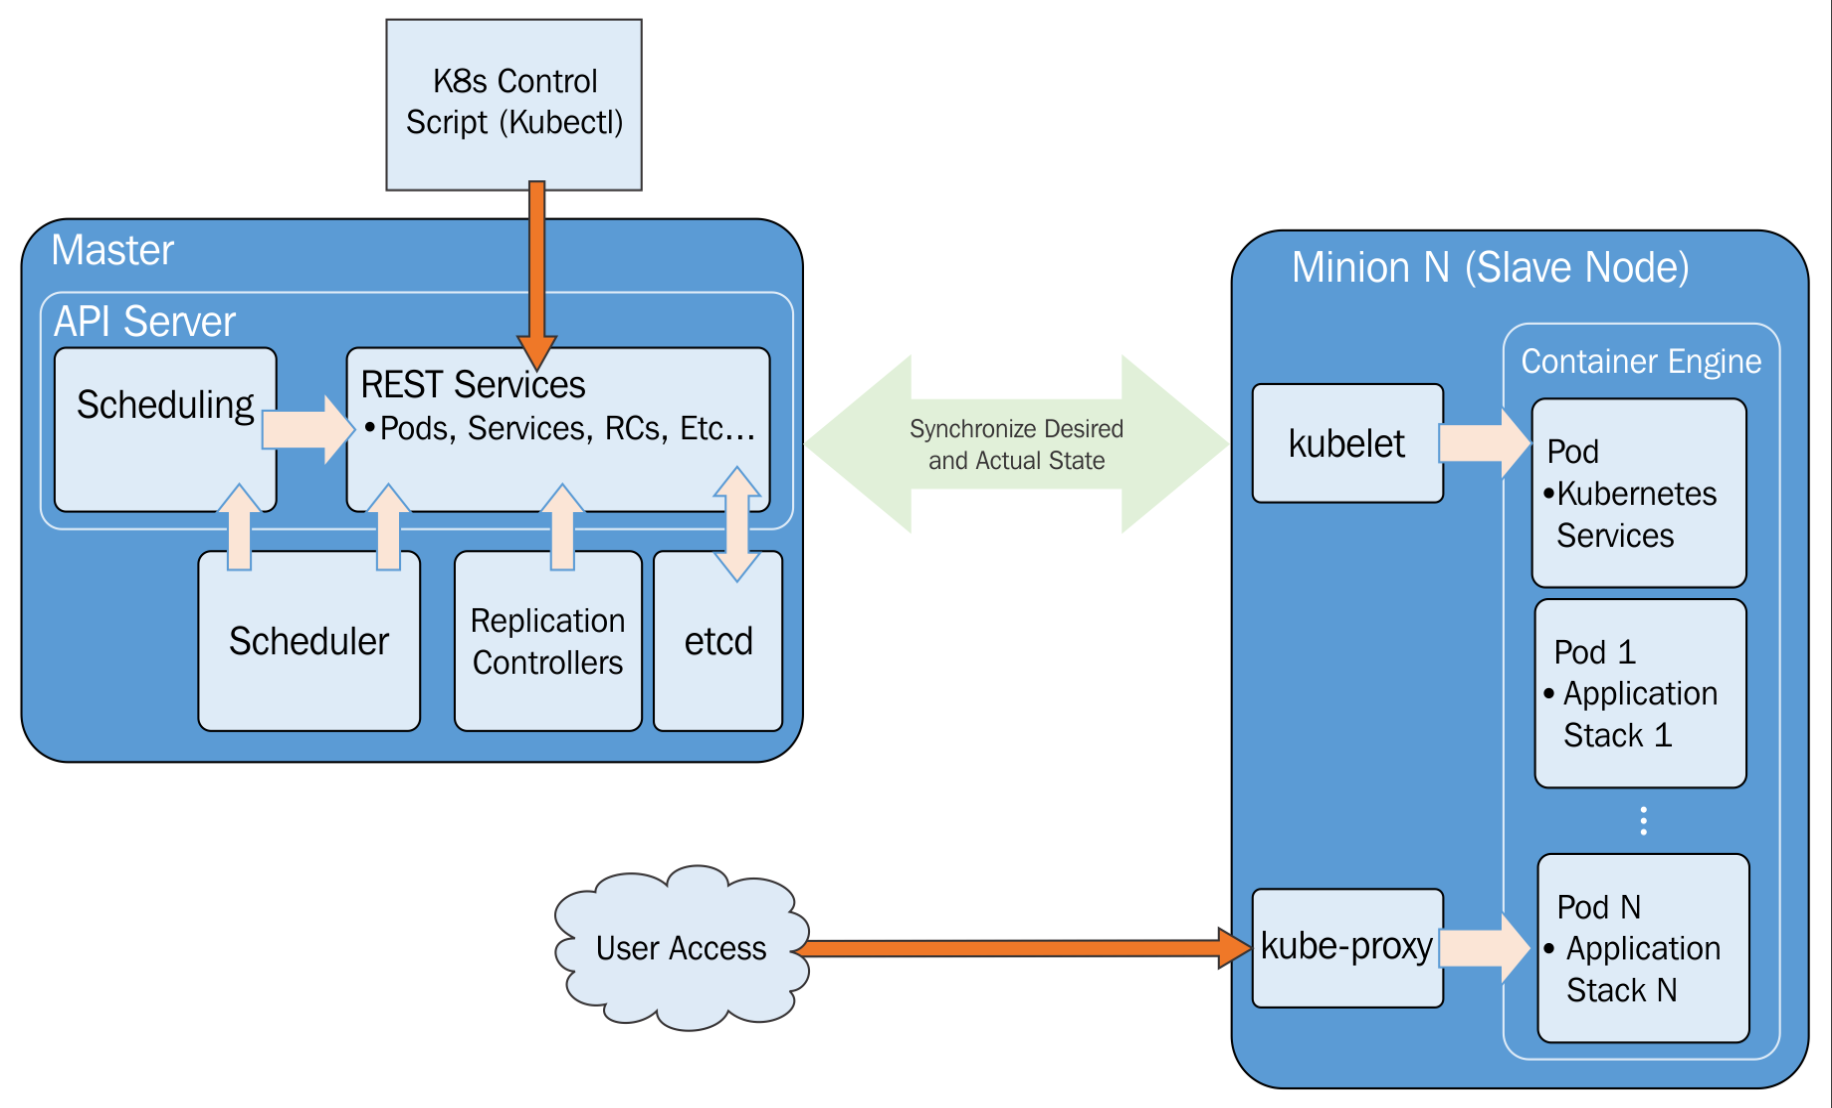 K8s Control
Script (Kubectl)
Master
API Server
Scheduling
REST Services
•Pods, Services, RCs, Etc...
Scheduler
Replication
Controllers
etcd
Synchronize Desired
and Actual State
Minion N (Slave Node)
Container Engine
kubelet
Pod
•Kubernetes
Services
Pod 1
• Application
Stack 1
⋮
User Access
kube-proxy
Pod N
• Application
Stack N